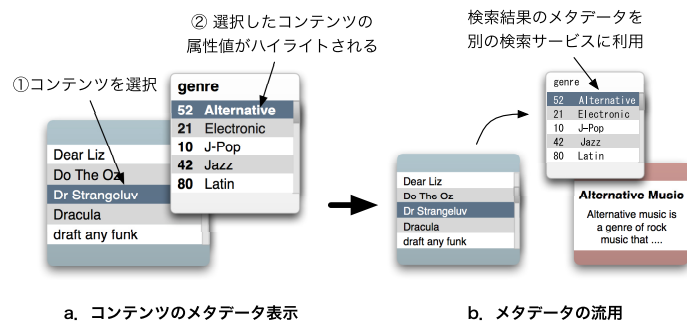 ② 選択したコンテンツの
属性値がハイライトされる
①コンテンツを選択
genre
52 Alternative
21 Electronic
10 J-Pop
42 Jazz
80 Latin
Dear Liz
Do The Oz
Dr Strangeluv
Dracula
draft any funk
a. コンテンツのメタデータ表示
検索結果のメタデータを
別の検索サービスに利用
genre
52 Alternative
21 Electronic
10 J-Pop
42 Jazz
80 Latin
Dear Liz
Do The Oz
Dr Strangeluv
Dracula
draft any funk
Alternative Music
Alternative music is
a genre of rock
music that ....
b. メタデータの流用